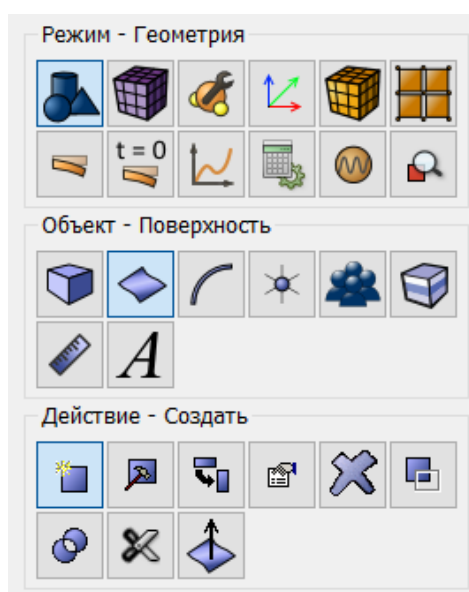 Режим - Геометрия
t = 0
Объект - Поверхность
A
Действие - Создать